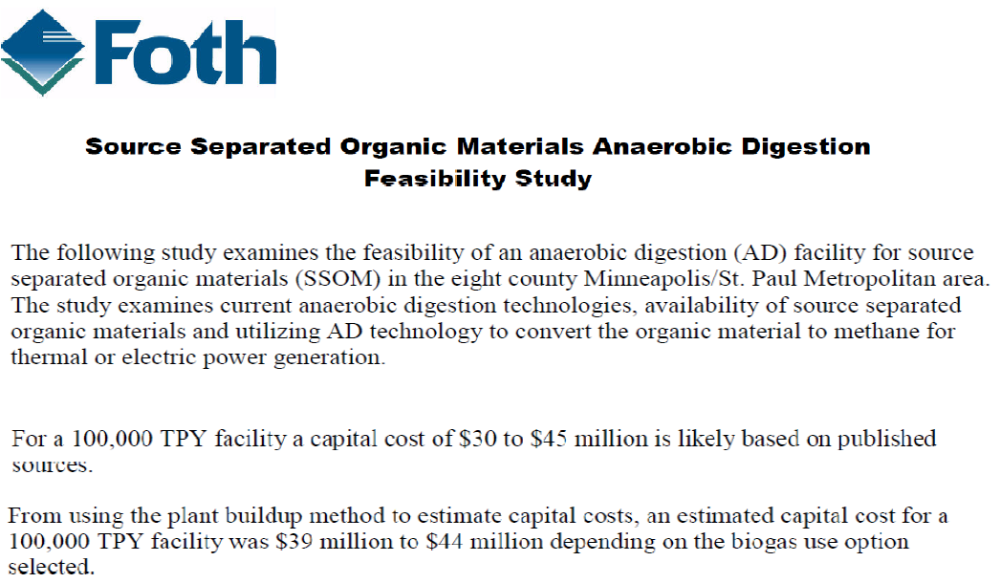 Foth
Source Separated Organic Materials Anaerobic Digestion
Feasibility Study
The following study examines the feasibility of an anaerobic digestion (AD) facility for source
separated organic materials (SSOM) in the eight county Minneapolis/St. Paul Metropolitan area.
The study examines current anaerobic digestion technologies, availability of source separated
organic materials and utilizing AD technology to convert the organic material to methane for
thermal or electric power generation.
For a 100,000 TPY facility a capital cost of $30 to $45 million is likely based on published
sources.
From using the plant buildup method to estimate capital costs, an estimated capital cost for a
100,000 TPY facility was $39 million to $44 million depending on the biogas use option
selected.